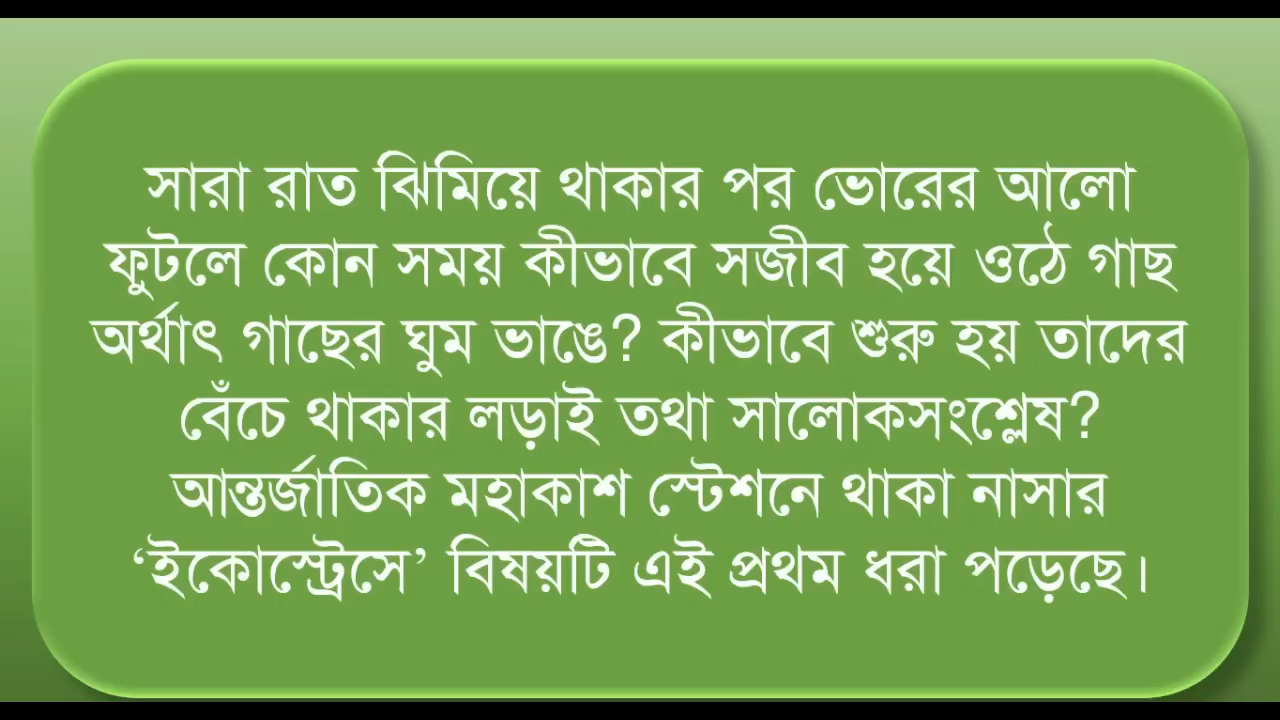 সারা রাত ঝিমিয়ে থাকার পর ভোরের আলো
ফুটলে কোন সময় কীভাবে সজীব হয়ে ওঠে গাছ
অর্থাৎ গাছের ঘুম ভাঙে? কীভাবে শুরু হয় তাদের
বেঁচে থাকার লড়াই তথা সালোকসংশ্লেষ?
আন্তর্জাতিক মহাকাশ স্টেশনে থাকা নাসার
‘ইকোস্ট্রেসে’ বিষয়টি এই প্রথম ধরা পড়েছে।